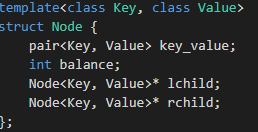 template<class Key, class Value>
struct Node {
    pair<Key, Value> key_value;
    int balance;
    Node<Key, Value>* lchild;
    Node<Key, Value>* rchild;
};